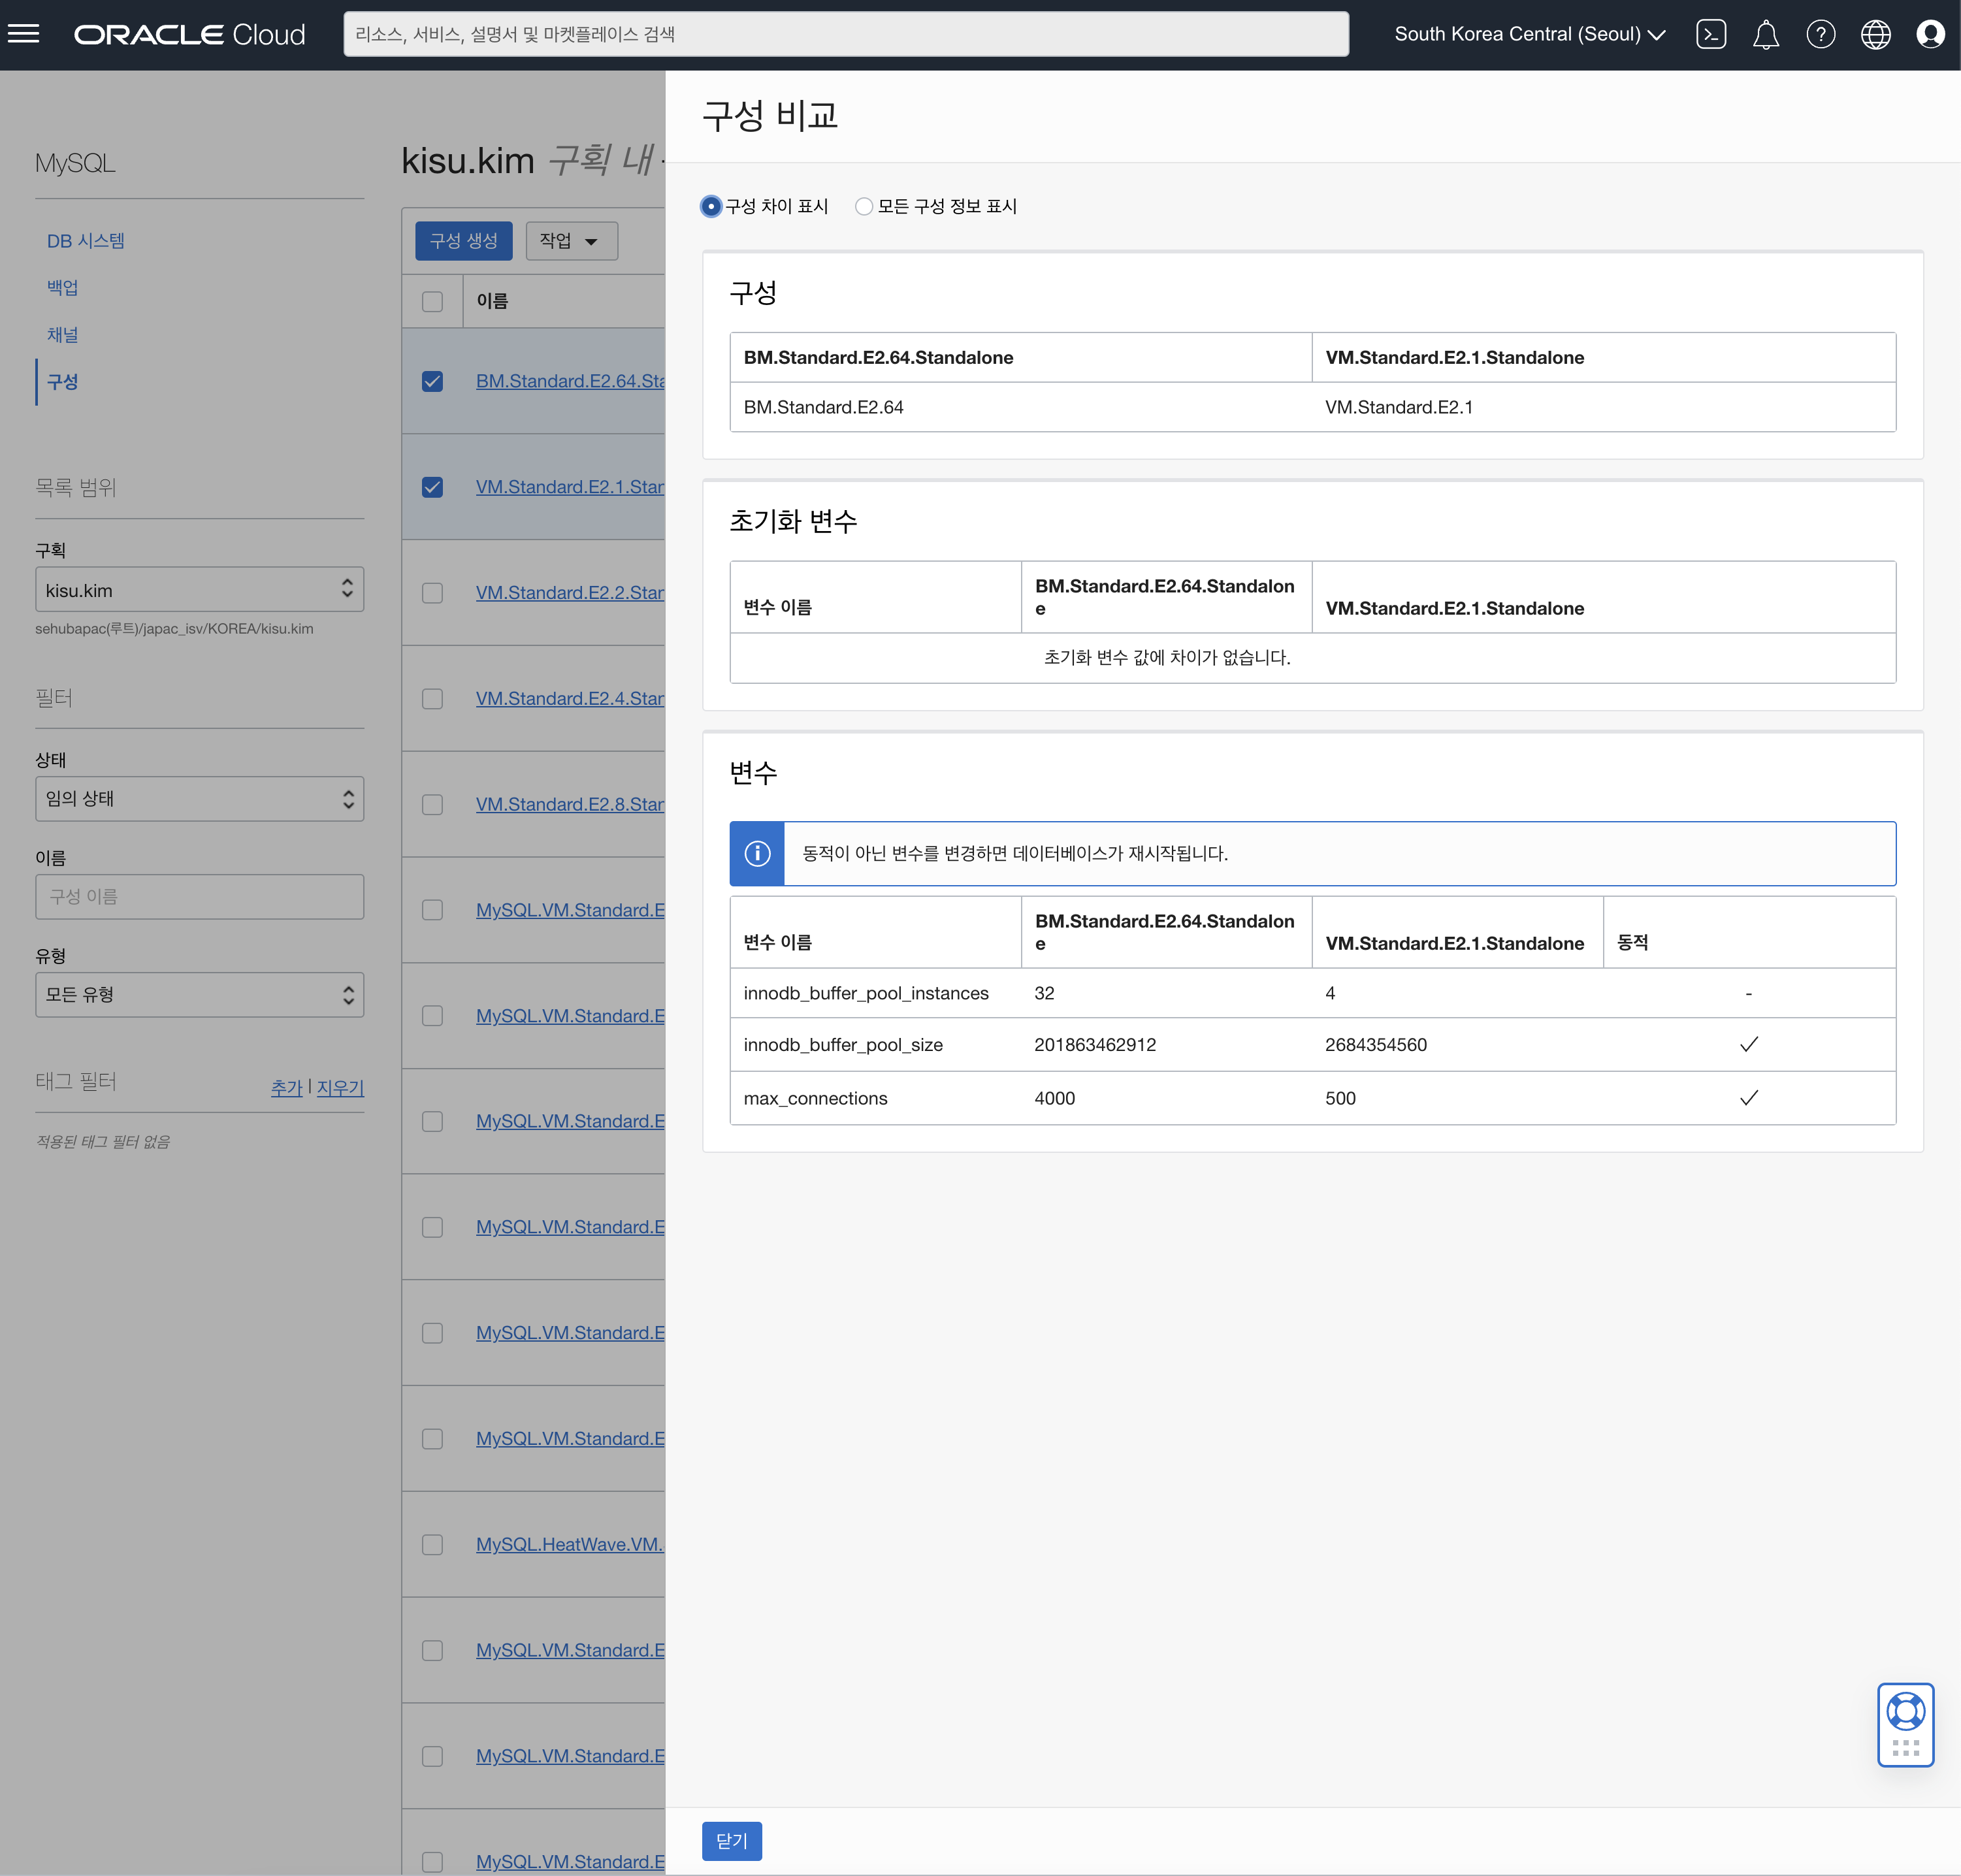 ORACLE Cloud
리소스, 서비스, 설명서 및 마켓플레이스 검색
South Korea Central (Seoul)
MySQL
DB 시스템
백업
채널
구성
목록 범위
구획
kisu.kim
sehubapac(루트)/japac_isv/KOREA/kisu.kim
필터
상태
임의 상태
이름
구성 이름
유형
모든 유형
태그 필터
추가 | 지우기
적용된 태그 필터 없음
kisu.kim 구획 내
구성 생성
작업
이름
BM.Standard.E2.64.Sta
VM.Standard.E2.1.Star
VM.Standard.E2.2.Star
VM.Standard.E2.4.Star
VM.Standard.E2.8.Star
MySQL.VM.Standard.E
MySQL.VM.Standard.E
MySQL.VM.Standard.E
MySQL.VM.Standard.E
MySQL.VM.Standard.E
MySQL.VM.Standard.E
MySQL.HeatWave.VM.
MySQL.VM.Standard.E
MySQL.VM.Standard.E
MySQL.VM.Standard.E
구성 비교
구성 차이 표시
모든 구성 정보 표시
구성
BM.Standard.E2.64.Standalone
VM.Standard.E2.1.Standalone
BM.Standard.E2.64
VM.Standard.E2.1
초기화 변수
변수 이름
BM.Standard.E2.64.Standalon
e
VM.Standard.E2.1.Standalone
초기화 변수 값에 차이가 없습니다.
변수
동적이 아닌 변수를 변경하면 데이터베이스가 재시작됩니다.
변수 이름
BM.Standard.E2.64.Standalon
e
VM.Standard.E2.1.Standalone
동적
innodb_buffer_pool_instances
32
4
-
innodb_buffer_pool_size
201863462912
2684354560
max_connections
4000
500
닫기